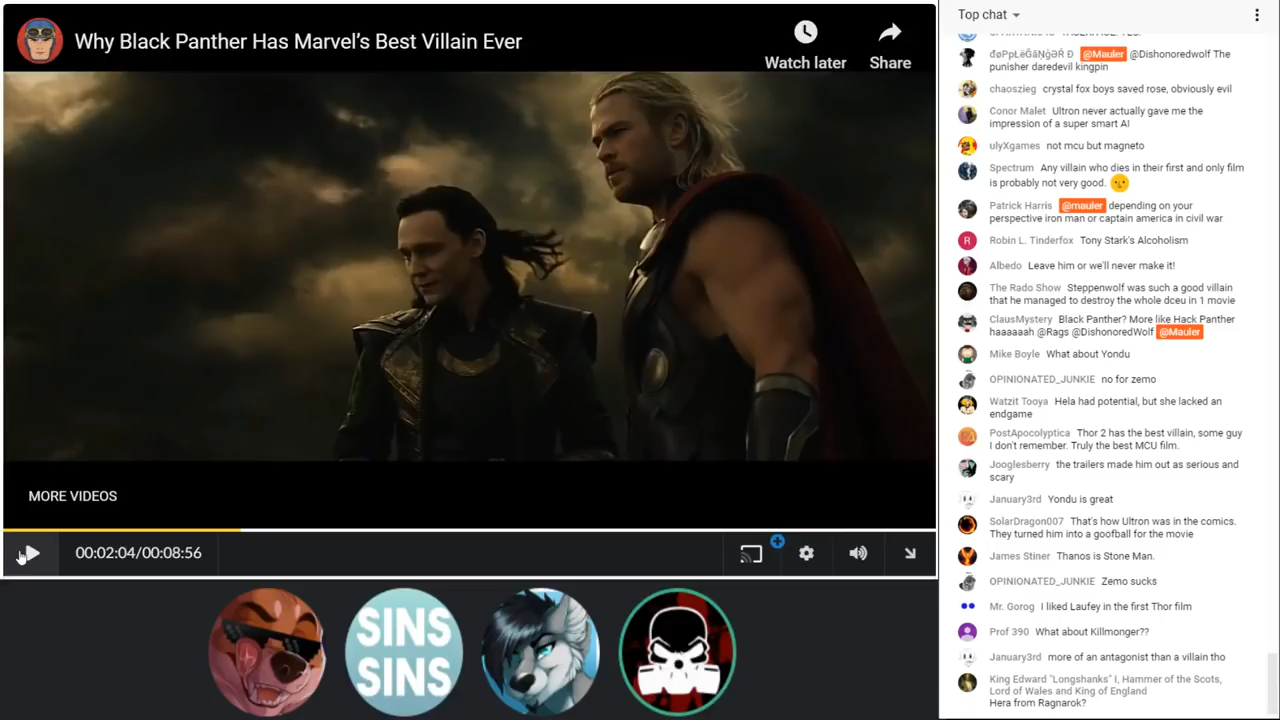 Why Black Panther Has Marvel's Best Villain Ever
Watch later
Share
MORE VIDEOS
00:02:04/00:08:56
SINS
SINS
Top chat
@Mauler @Dishonoredwolf The
punisher daredevil kingpin
chaoszieg crystal fox boys saved rose, obviously evil
Conor Malet Ultron never actually gave me the
impression of a super smart AI
ulyXgames not mcu but magneto
Spectrum Any villain who dies in their first and only film
is probably not very good.
Patrick Harris @mauler depending on your
perspective iron man or captain america in civil war
R
Robin L. Tinderfox Tony Stark's Alcoholism
Albedo Leave him or we'll never make it!
The Rado Show Steppenwolf was such a good villain
that he managed to destroy the whole dceu in 1 movie
ClausMystery Black Panther? More like Hack Panther
haaaaaah @Rags @DishonoredWolf @Mauler
Mike Boyle What about Yondu
OPINIONATED_JUNKIE no for zemo
Watzit Tooya Hela had potential, but she lacked an
endgame
PostApocolyptica Thor 2 has the best villain, some guy
I don't remember. Truly the best MCU film.
Jooglesberry the trailers made him out as serious and
scary
January3rd Yondu is great
SolarDragon007 That's how Ultron was in the comics.
They turned him into a goofball for the movie
James Stiner Thanos is Stone Man.
OPINIONATED_JUNKIE Zemo sucks
Mr. Gorog I liked Laufey in the first Thor film
Prof 390 What about Killmonger??
January3rd more of an antagonist than a villain tho
King Edward "Longshanks" I, Hammer of the Scots,
Lord of Wales and King of England
Hera from Ragnarok?